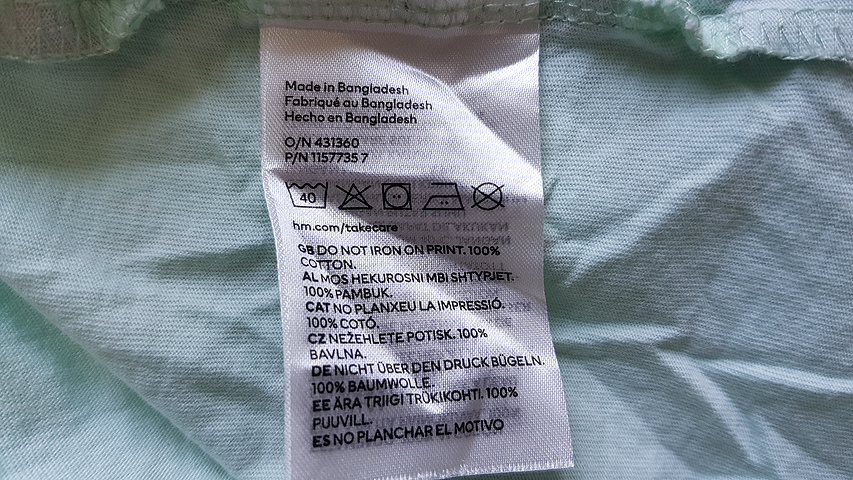 Made in Bangladesh
Fabriqué au Bangladesh
Hecho en Bangladesh
O/N 431360
P/N 1157735 7
40
hm.com/takecare
GB DO NOT IRON ON PRINT. 100%
COTTON.
AL MOS HEKUROSNI MBI SHTYPJET.
100% PAMBUK.
CAT NO PLANXEU LA IMPRESSIÓ.
100% COTÓ.
CZ NEŽEHLETE POTISK. 100%
BAVLNA.
DE NICHT ÜBER DEN DRUCK BÜGELN.
100% BAUMWOLLE.
EE ÄRA TRIIGI TRÜKIKOHTI. 100%
PUUVILL.
ES NO PLANCHAR EL MOTIVO